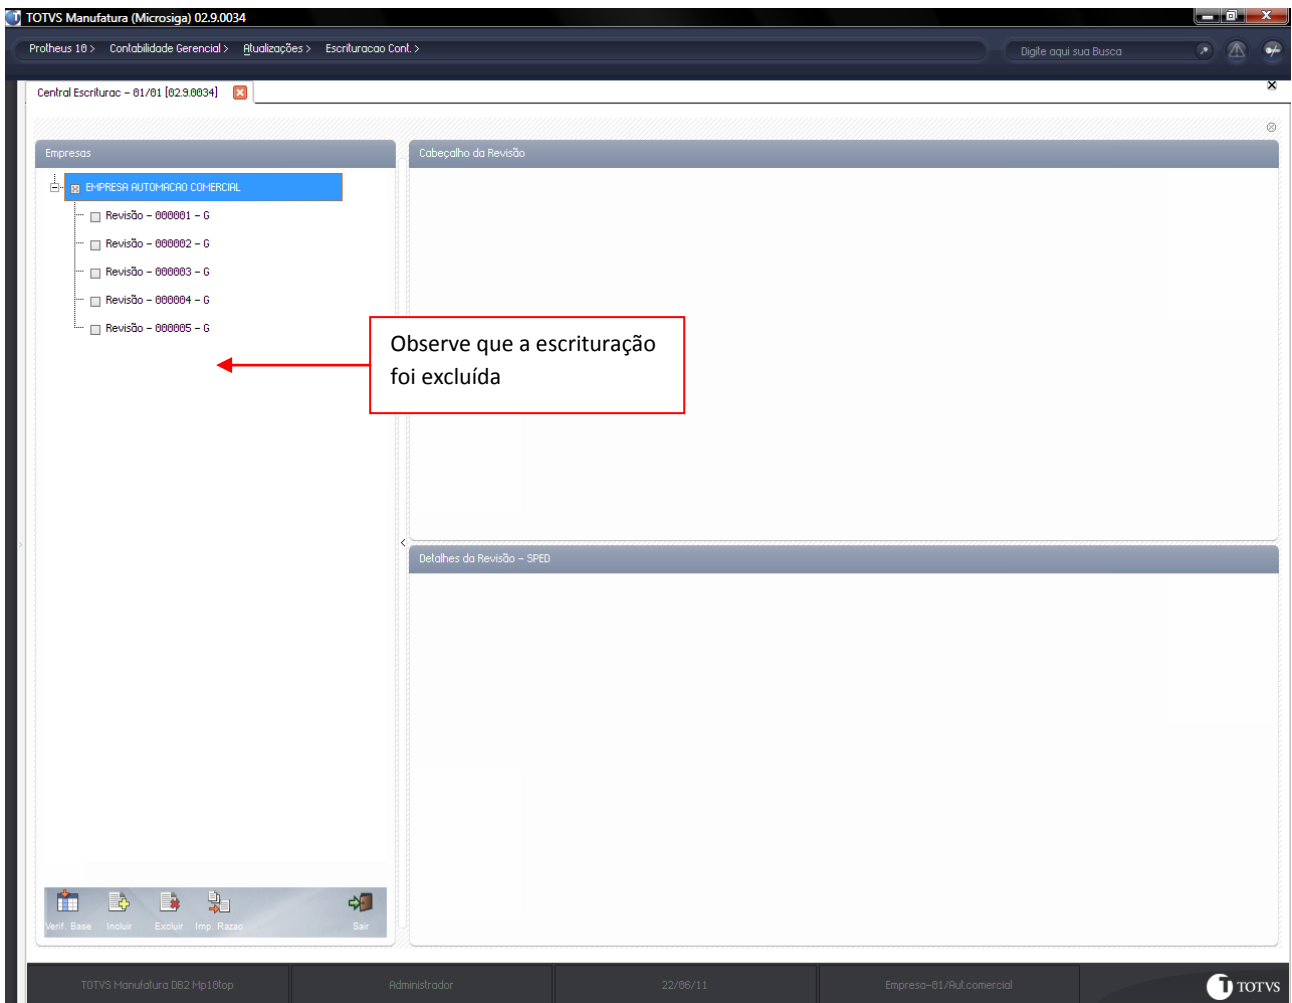 TOTVS Manufatura (Microsiga) 02.9.0034
Protheus 10 > Contabilidade Gerencial > Atualizações > Escrituracao Cont. >
Digite aqui sua Busca
Central Escriturac - 01/01 [02.9.0034]
Empresas
EMPRESA AUTOMACAO COMERCIAL
Revisão - 000001 - G
Revisão - 000002 - G
Revisão - 000003 - G
Revisão - 000004 - G
Revisão - 000005 - G
Cabeçalho da Revisão
Observe que a escrituração
foi excluída
Detalhes da Revisão - SPED
Verif. Base Incluir Excluir Imp. Razao Sair
TOTVS Manufatura DB2 Mp10top Administrador 22/06/11 Empresa-01/Aut.comercial TOTVS